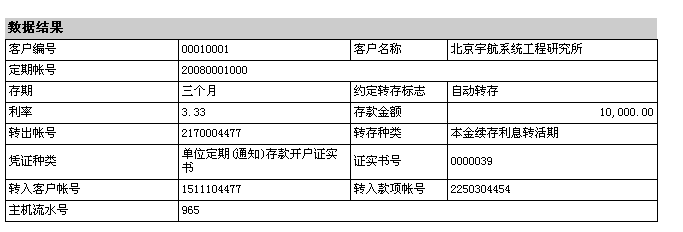 数据结果
客户编号 00010001 客户名称 北京宇航系统工程研究所
定期帐号 20080001000
存期 三个月 约定转存标志 自动转存
利率 3.33 存款金额 10,000.00
转出帐号 2170004477 转存种类 本金续存利息转活期
凭证种类 单位定期(通知)存款开户证实 证实书号 0000039
书
转入客户帐号 1511104477 转入款项帐号 2250304454
主机流水号 965